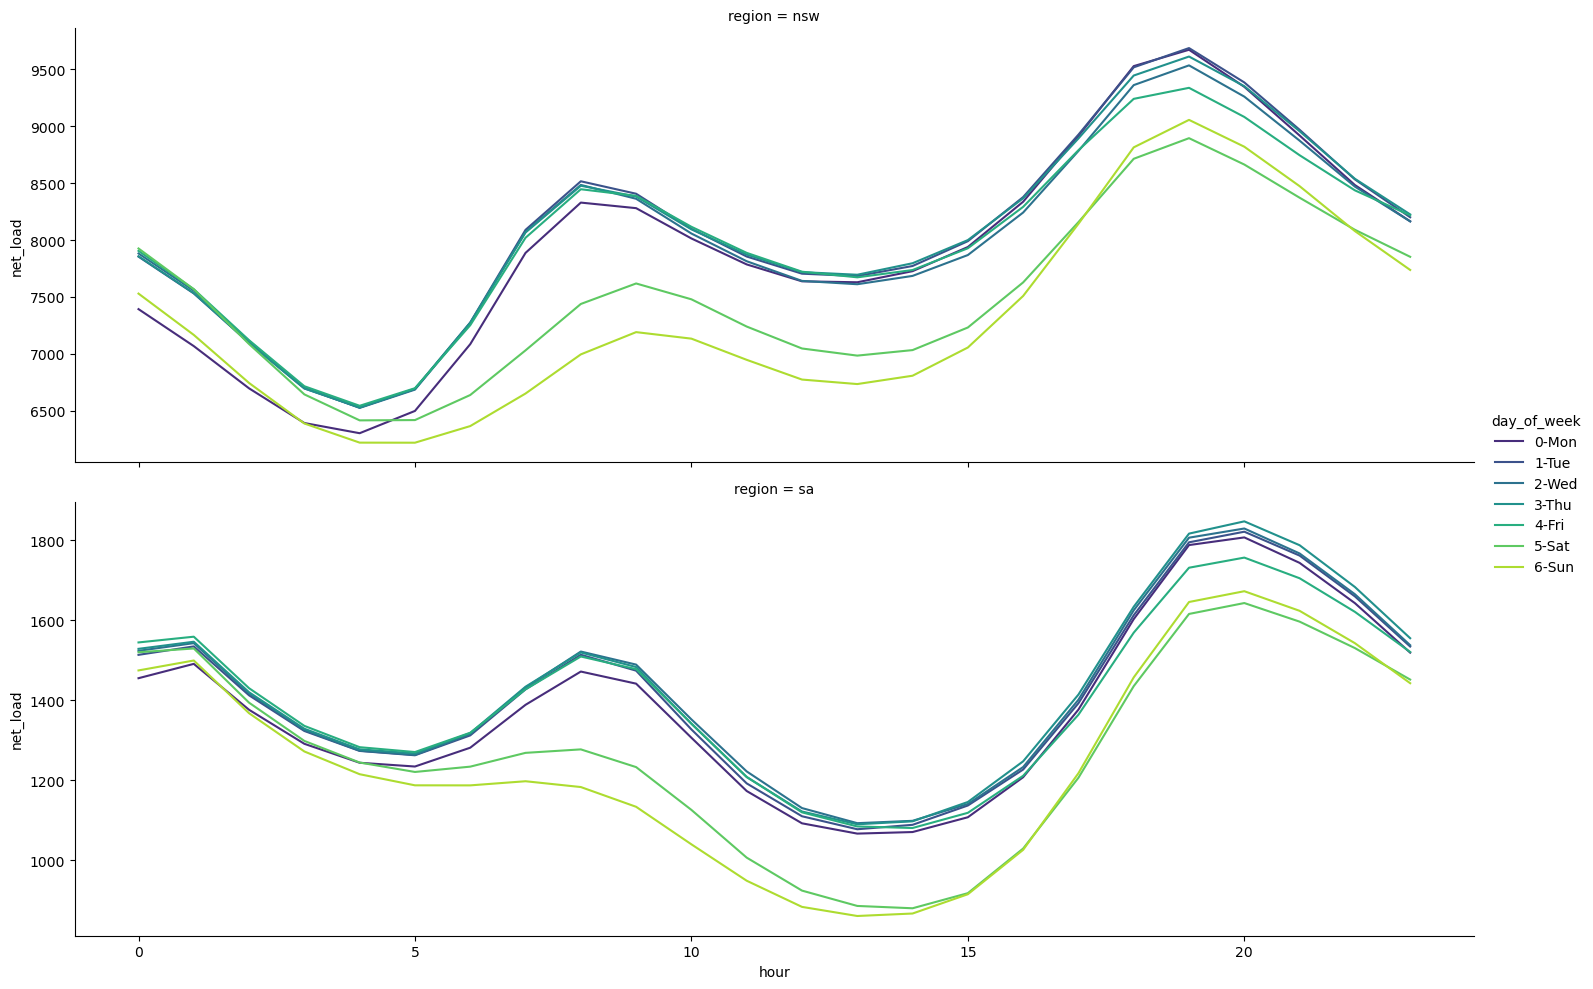 region = nsw
net_load
9500
9000
8500
8000
7500
7000
6500
region = sa
net_load
1800
1600
1400
1200
1000
0
5
10
15
20
hour
day_of_week
0-Mon
1-Tue
2-Wed
3-Thu
4-Fri
5-Sat
6-Sun